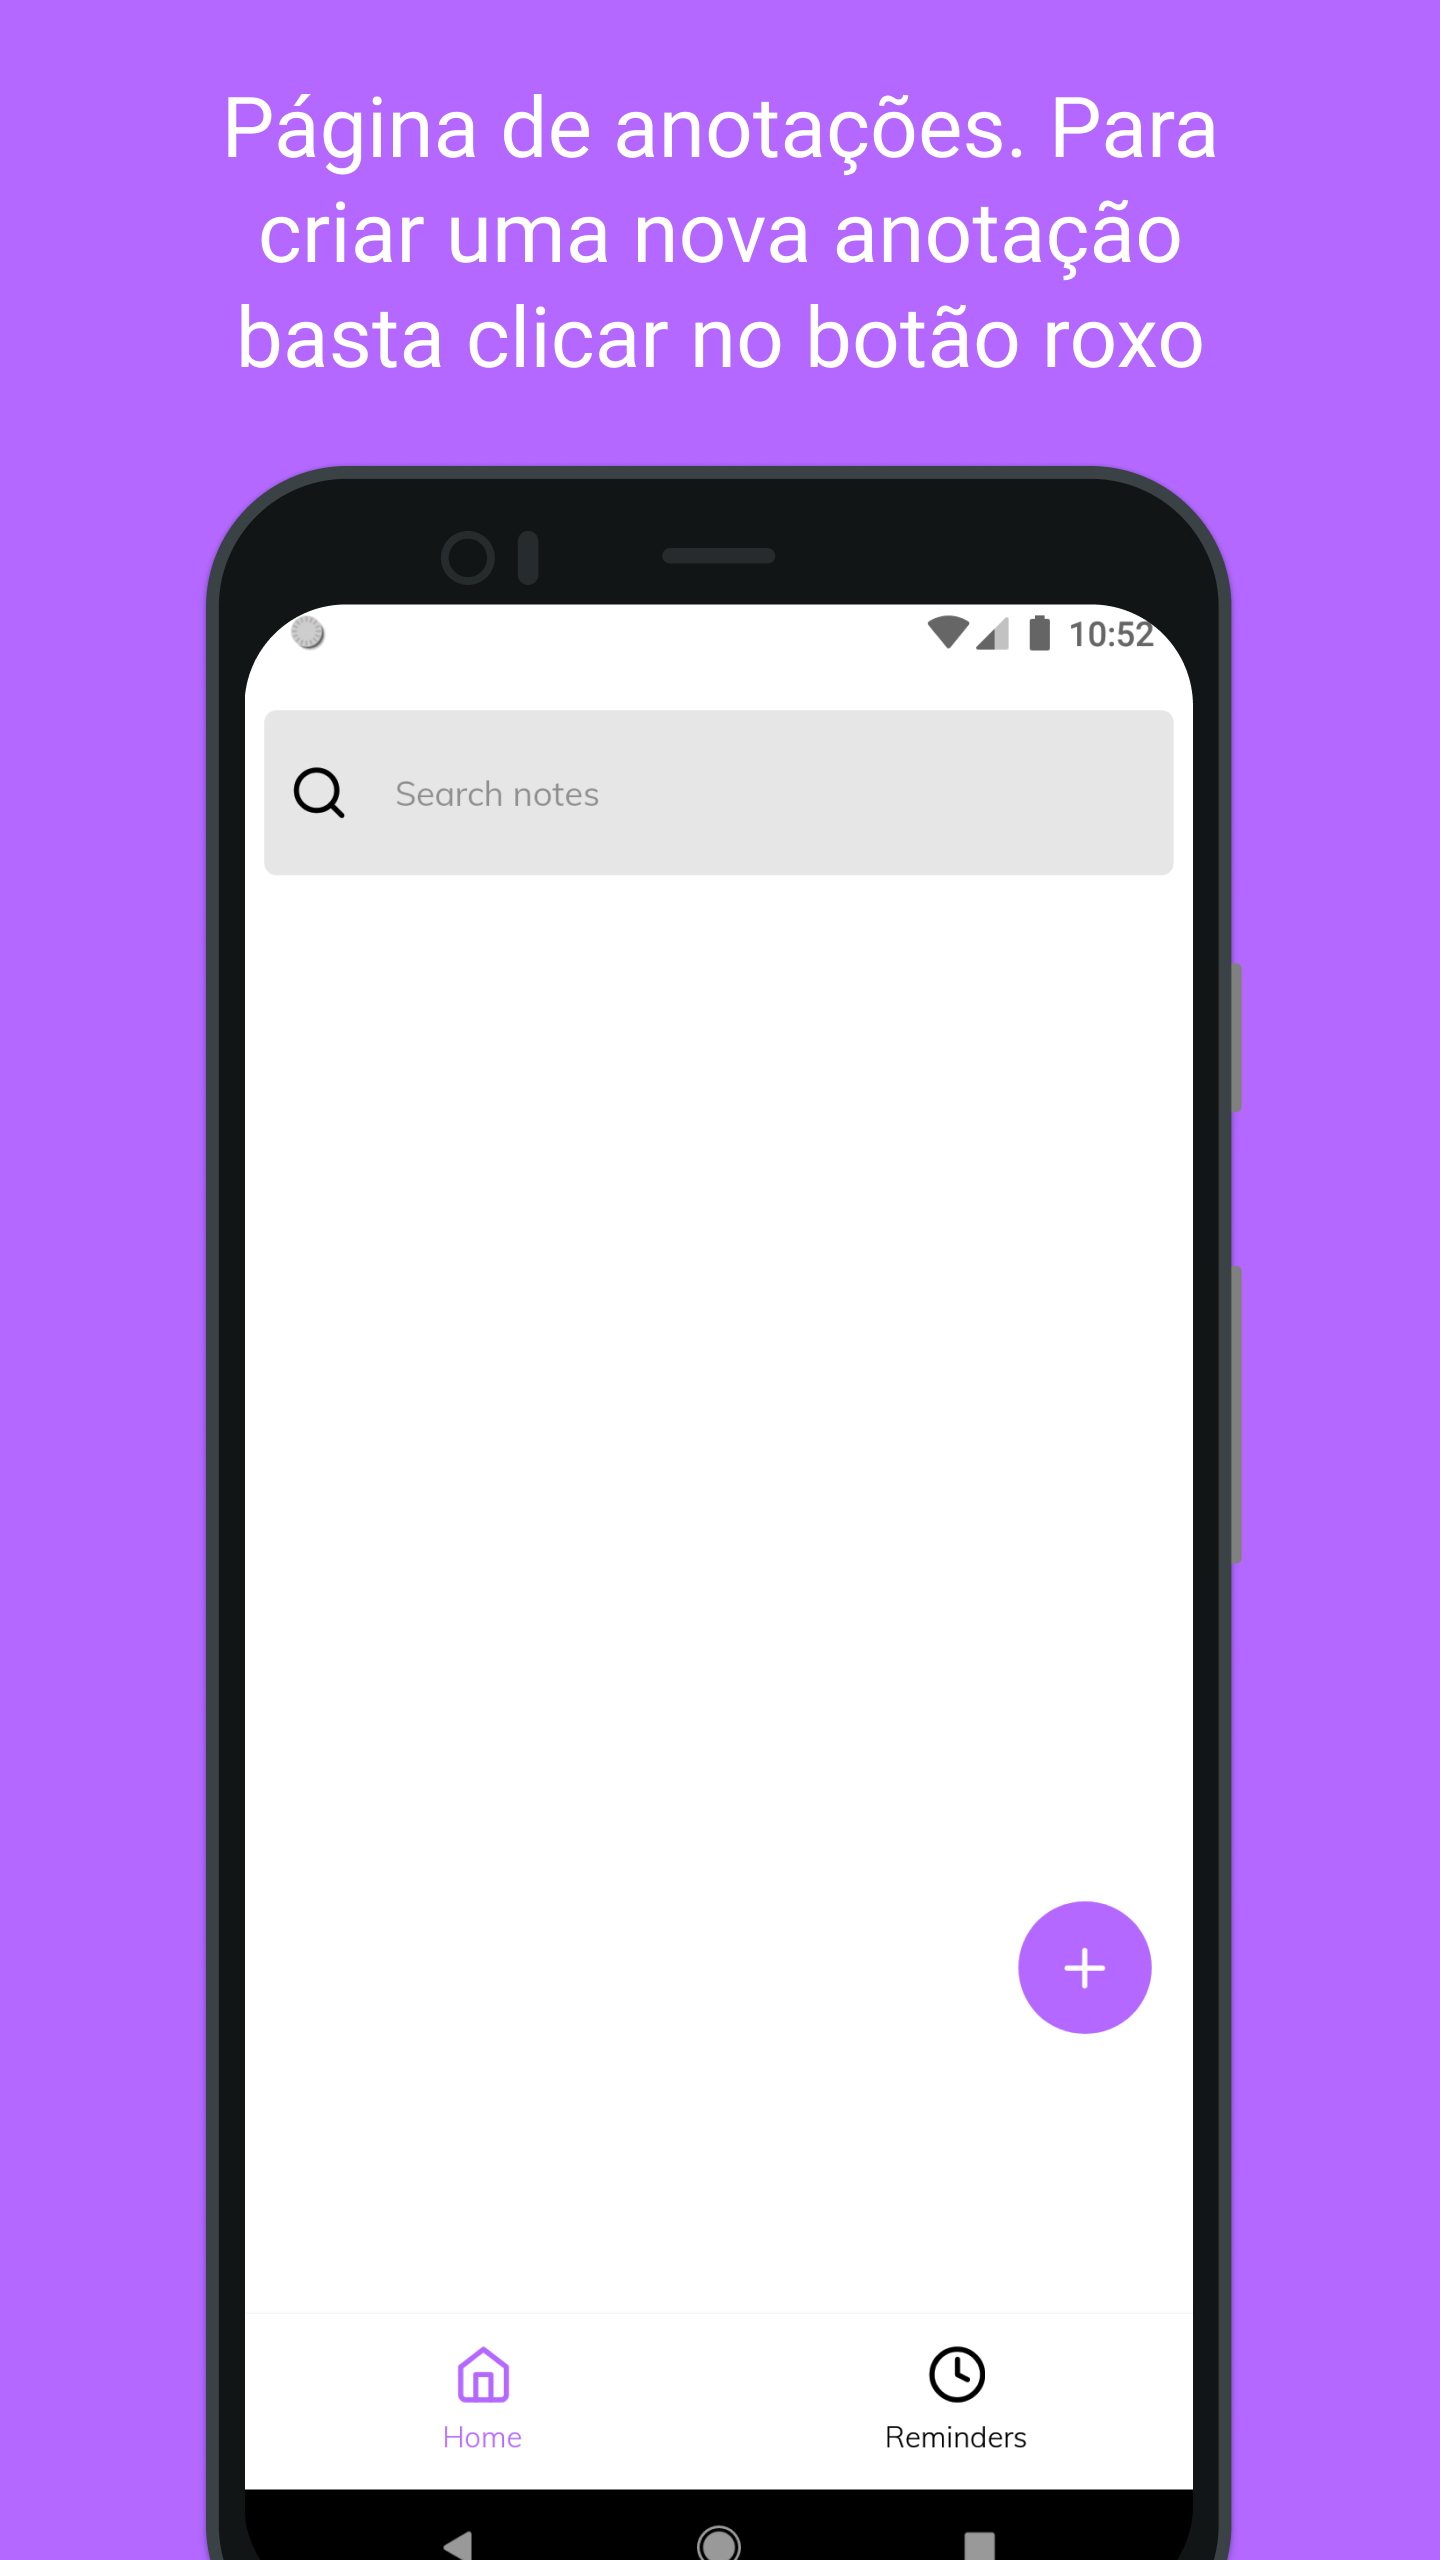 Página de anotações. Para
criar uma nova anotação
basta clicar no botão roxo
10:52
Search notes
Home
Reminders